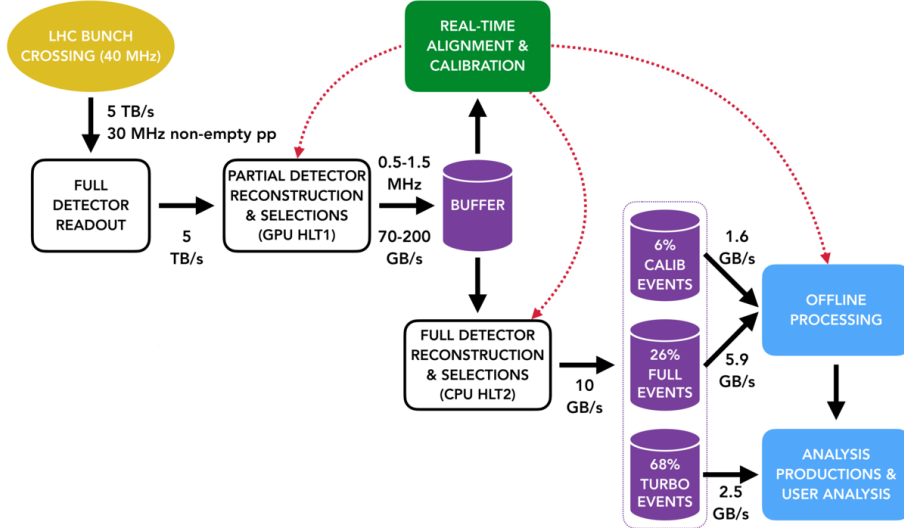 LHC BUNCH
CROSSING (40 MHz)
REAL-TIME
ALIGNMENT &
CALIBRATION
5 TB/s
30 MHz non-empty pp
FULL
DETECTOR
READOUT
5
TB/s
PARTIAL DETECTOR
RECONSTRUCTION
& SELECTIONS
(GPU HLT1)
0.5-1.5
MHz
70-200
GB/s
BUFFER
FULL DETECTOR
RECONSTRUCTION
& SELECTIONS
(CPU HLT2)
10
GB/s
6%
CALIB
EVENTS
1.6
GB/s
26%
FULL
EVENTS
5.9
GB/s
68%
TURBO
EVENTS
2.5
GB/s
OFFLINE
PROCESSING
ANALYSIS
PRODUCTIONS &
USER ANALYSIS